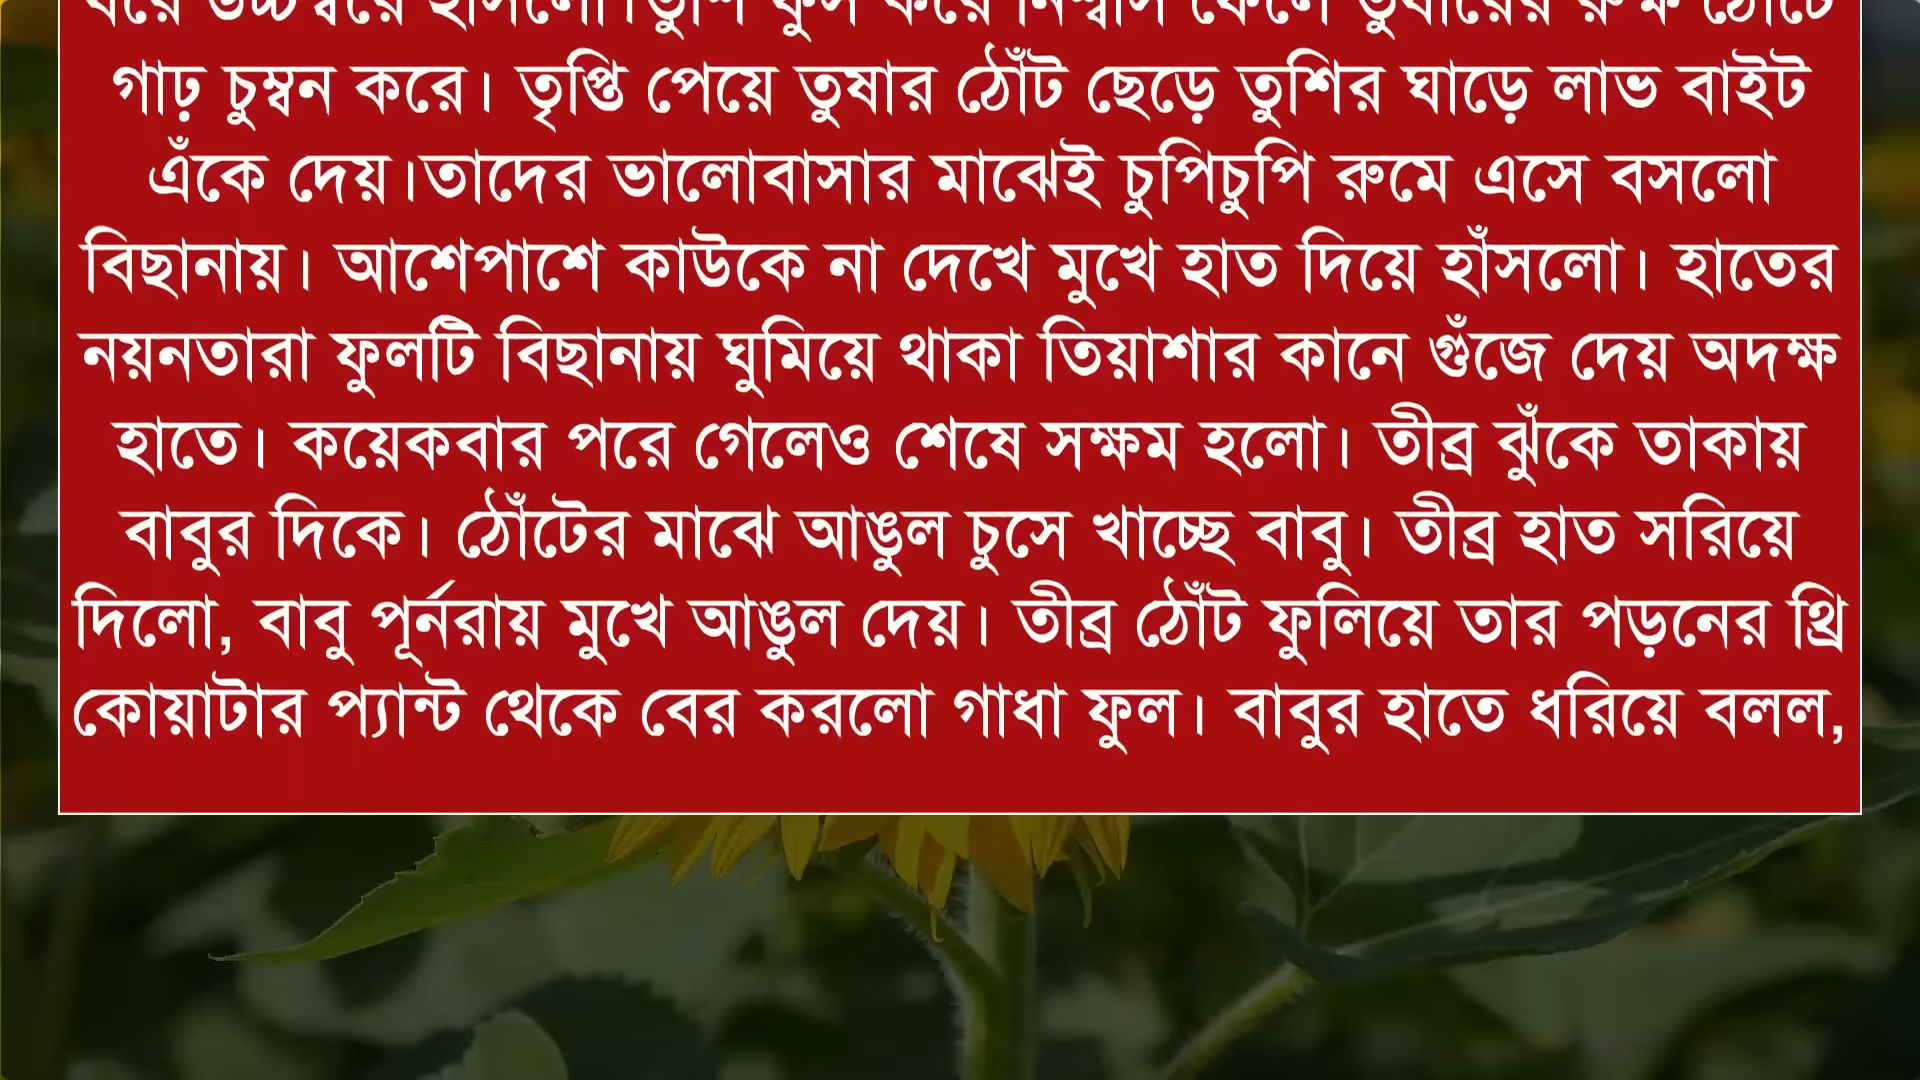 করে নিশ্বাস ফেলে তুষারের রুক্ষ ঠোঁটে
গাঢ় চুম্বন করে। তৃপ্তি পেয়ে তুষার ঠোঁট ছেড়ে তুশির ঘাড়ে লাভ বাইট
এঁকে দেয়।তাদের ভালোবাসার মাঝেই চুপিচুপি রুমে এসে বসলো
বিছানায়। আশেপাশে কাউকে না দেখে মুখে হাত দিয়ে হাঁসলো। হাতের
নয়নতারা ফুলটি বিছানায় ঘুমিয়ে থাকা তিয়াশার কানে গুঁজে দেয় অদক্ষ
হাতে। কয়েকবার পরে গেলেও শেষে সক্ষম হলো। তীব্র ঝুঁকে তাকায়
বাবুর দিকে। ঠোঁটের মাঝে আঙুল চুসে খাচ্ছে বাবু। তীব্র হাত সরিয়ে
দিলো, বাবু পূর্নরায় মুখে আঙুল দেয়। তীব্র ঠোঁট ফুলিয়ে তার পড়নের থ্রি
কোয়াটার প্যান্ট থেকে বের করলো গাধা ফুল। বাবুর হাতে ধরিয়ে বলল,